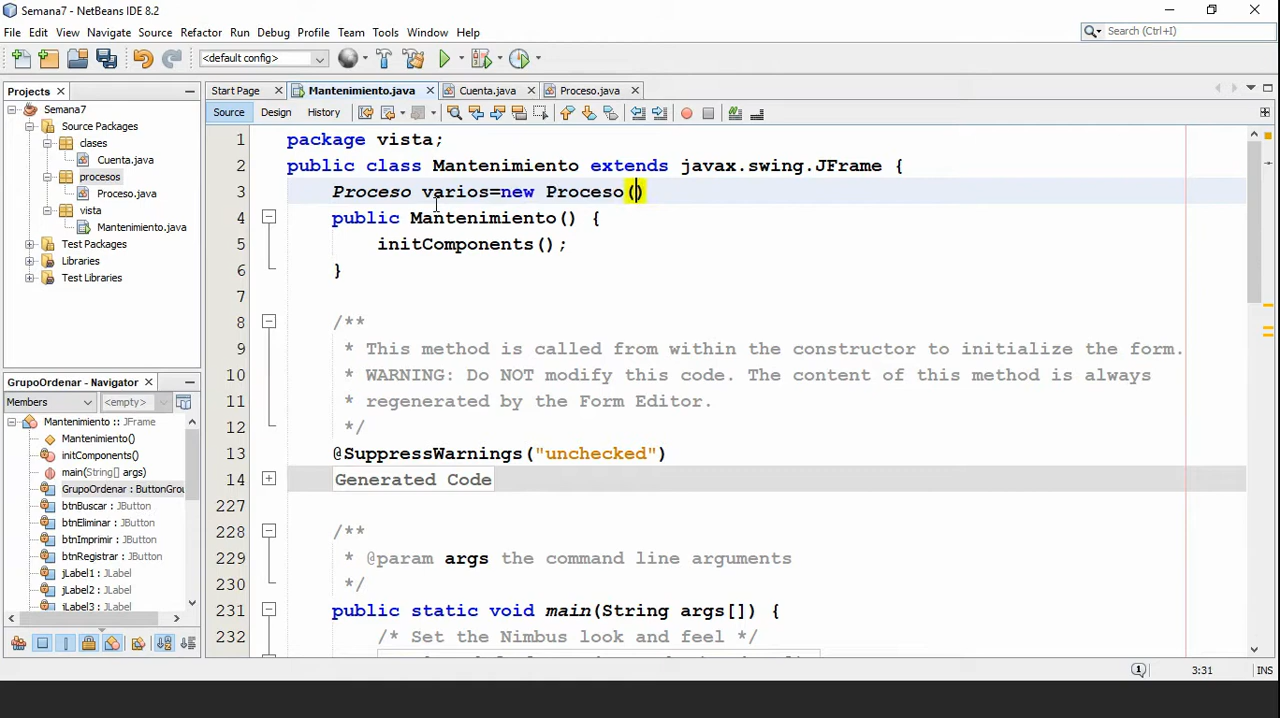 Semana7 - NetBeans IDE 8.2
File Edit View Navigate Source Refactor Run Debug Profile Team Tools Window Help
Search (Ctrl+I)
<default config>
Projects
Semana7
Source Packages
clases
Cuenta.java
procesos
Proceso.java
vista
Mantenimiento.java
Test Packages
Libraries
Test Libraries
GrupoOrdenar - Navigator
Members <empty>
Mantenimiento :: JFrame
Mantenimiento()
initComponents()
main(String[] args)
GrupoOrdenar : ButtonGrou
btnBuscar : JButton
btnEliminar : JButton
btnImprimir : JButton
btnRegistrar : JButton
jLabel1 : JLabel
jLabel2 : JLabel
jLabel3 : JLabel
Start Page Mantenimiento.java Cuenta.java Proceso.java
Source Design History
1 package vista;
2 public class Mantenimiento extends javax.swing.JFrame {
3 Proceso varios=new Proceso()
4 public Mantenimiento() {
5 initComponents();
6 }
7
8 /**
9 * This method is called from within the constructor to initialize the form.
10 * WARNING: Do NOT modify this code. The content of this method is always
11 * regenerated by the Form Editor.
12 */
13 @SuppressWarnings("unchecked")
14 Generated Code
227
228 /**
229 * @param args the command line arguments
230 */
231 public static void main(String args[]) {
232 /* Set the Nimbus look and feel */
1 3:31 INS